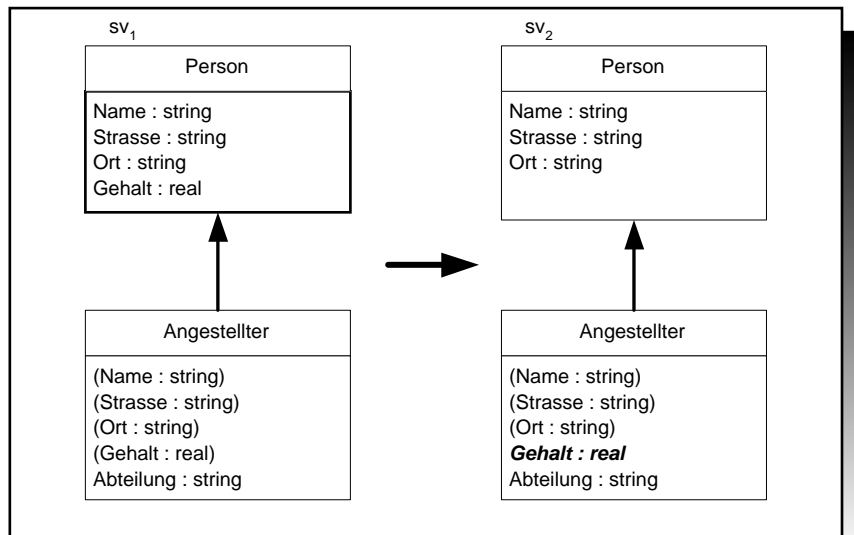 sv1
Person
Name : string
Strasse : string
Ort : string
Gehalt : real
Angestellter
(Name : string)
(Strasse : string)
(Ort : string)
(Gehalt : real)
Abteilung : string
sv2
Person
Name : string
Strasse : string
Ort : string
Angestellter
(Name : string)
(Strasse : string)
(Ort : string)
Gehalt : real
Abteilung : string